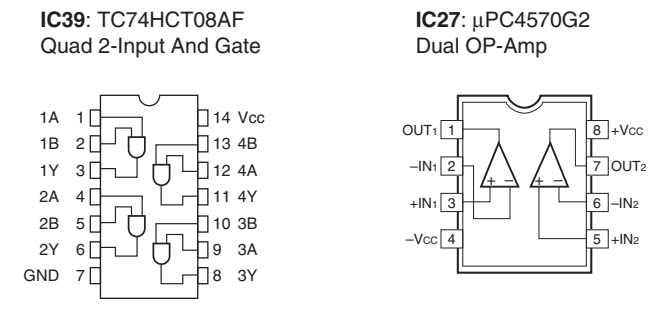 IC39: TC74HCT08AF
Quad 2-Input And Gate
1A 1
1B 2
1Y 3
2A 4
2B 5
2Y 6
GND 7
14 Vcc
13 4B
12 4A
11 4Y
10 3B
9 3A
8 3Y
IC27: μPC4570G2
Dual OP-Amp
OUT1 1
–IN1 2
+IN1 3
–VCC 4
8 +VCC
7 OUT2
6 –IN2
5 +IN2
+ –
+ –